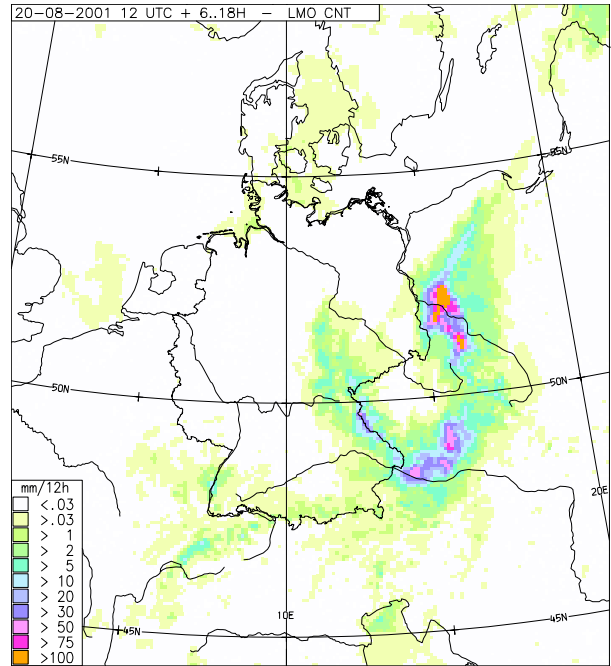 20-08-2001 12 UTC + 6..18H – LMO CNT
55N
55N
50N
50N
mm/12h
<.03
>.03
> 1
> 2
> 5
> 10
> 20
> 30
> 50
> 75
>100
20E
10E
45N
45N